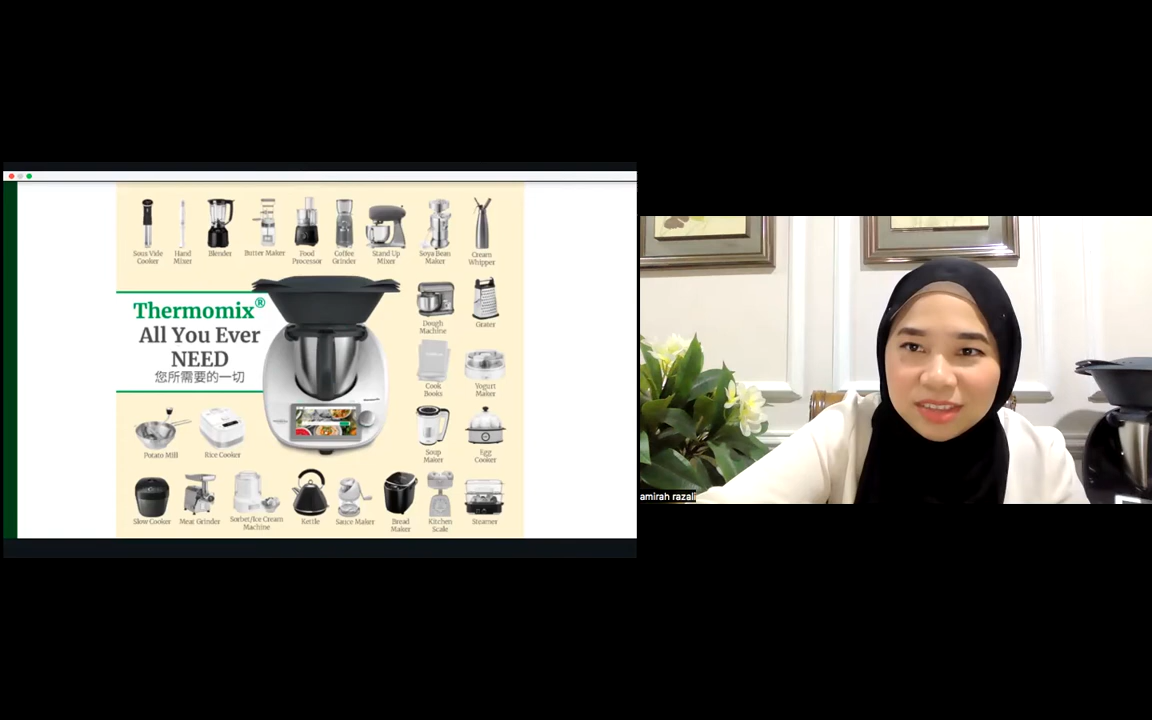 Sous Vide
Cooker
Hand
Mixer
Blender
Butter Maker
Food
Processor
Coffee
Grinder
Stand Up
Mixer
Soya Bean
Maker
Cream
Whipper
Thermomix®
All You Ever
NEED
您所需要的一切
Dough
Machine
Grater
Cook
Books
Yogurt
Maker
Potato Mill
Rice Cooker
Soup
Maker
Egg
Cooker
Slow Cooker
Meat Grinder
Sorbet/Ice Cream
Machine
Kettle
Sauce Maker
Bread
Maker
Kitchen
Scale
Steamer
amirah razali